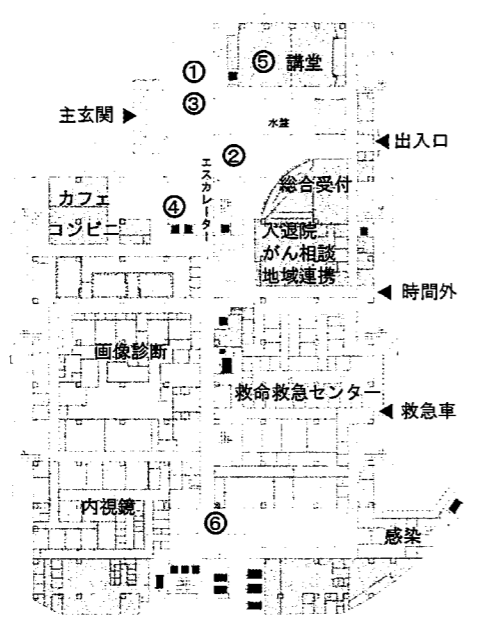 ① ⑤ 講堂
③
主玄関
水盤
出入口
②
エスカレーター
総合受付
カフェ
④
コンビニ
入退院
がん相談
地域連携
時間外
画像診断
救命救急センター
救急車
内視鏡
⑥
感染